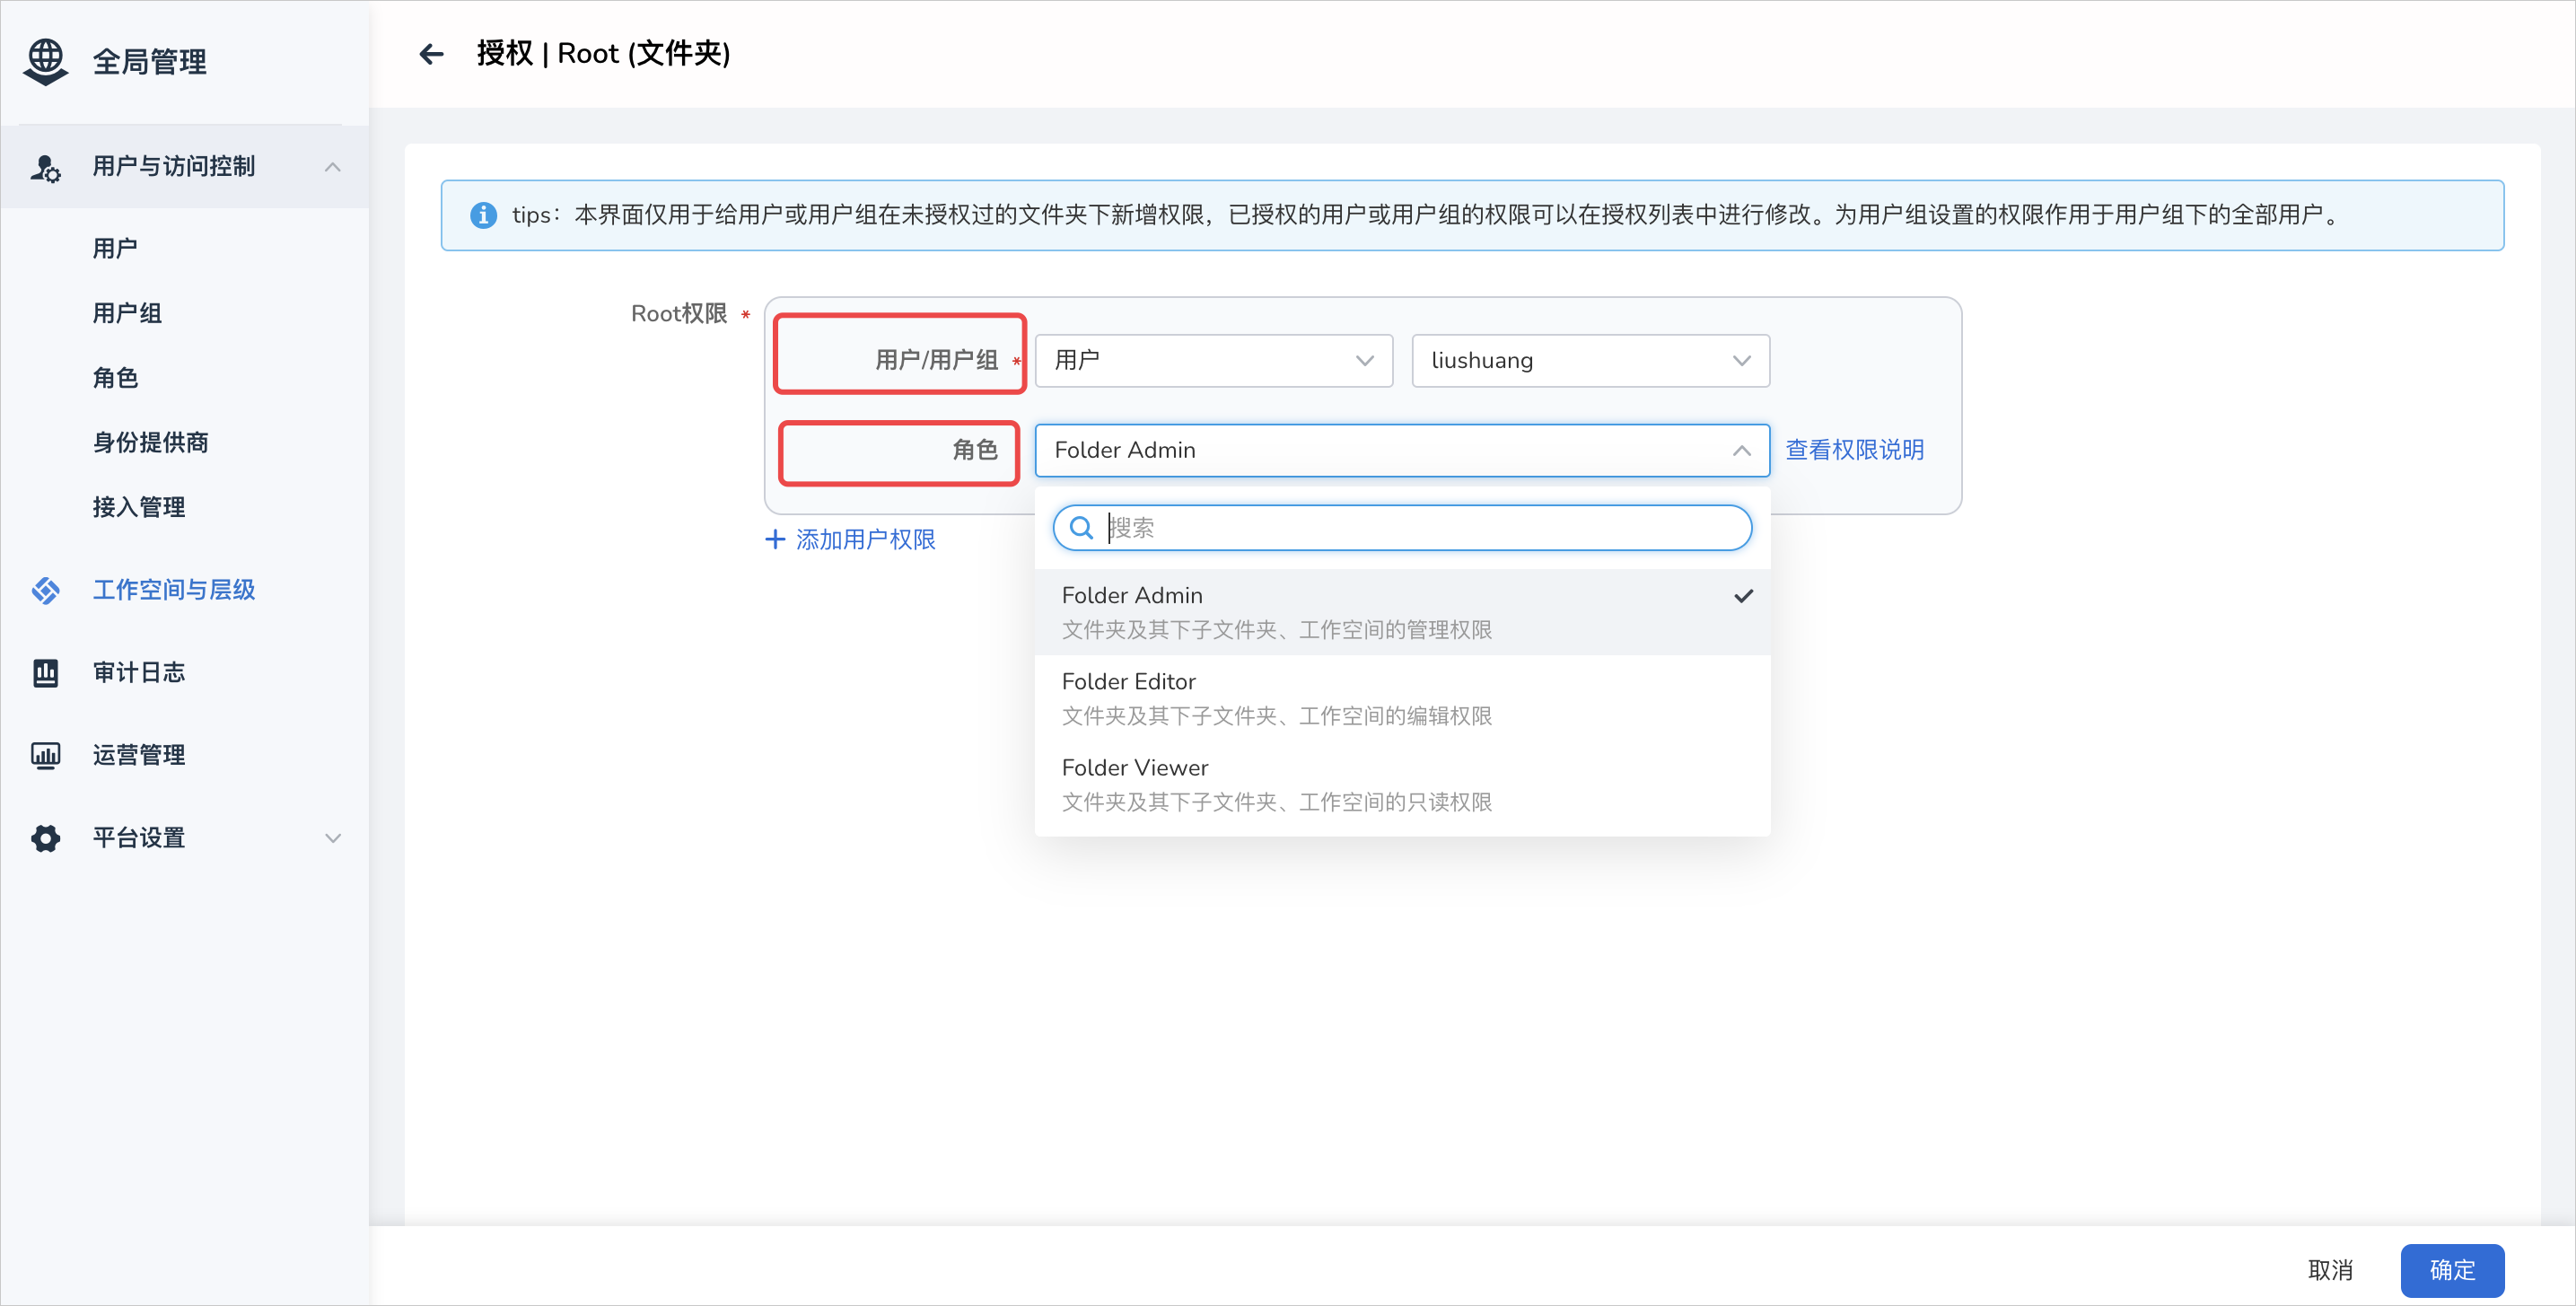 全局管理
用户与访问控制
用户
用户组
角色
身份提供商
接入管理
工作空间与层级
审计日志
运营管理
平台设置
授权 | Root (文件夹)
tips：本界面仅用于给用户或用户组在未授权过的文件夹下新增权限，已授权的用户或用户组的权限可以在授权列表中进行修改。为用户组设置的权限作用于用户组下的全部用户。
Root权限 *
用户/用户组 * 用户 liushuang
角色 Folder Admin 查看权限说明
+ 添加用户权限
搜索
Folder Admin
文件夹及其下子文件夹、工作空间的管理权限
Folder Editor
文件夹及其下子文件夹、工作空间的编辑权限
Folder Viewer
文件夹及其下子文件夹、工作空间的只读权限
取消 确定